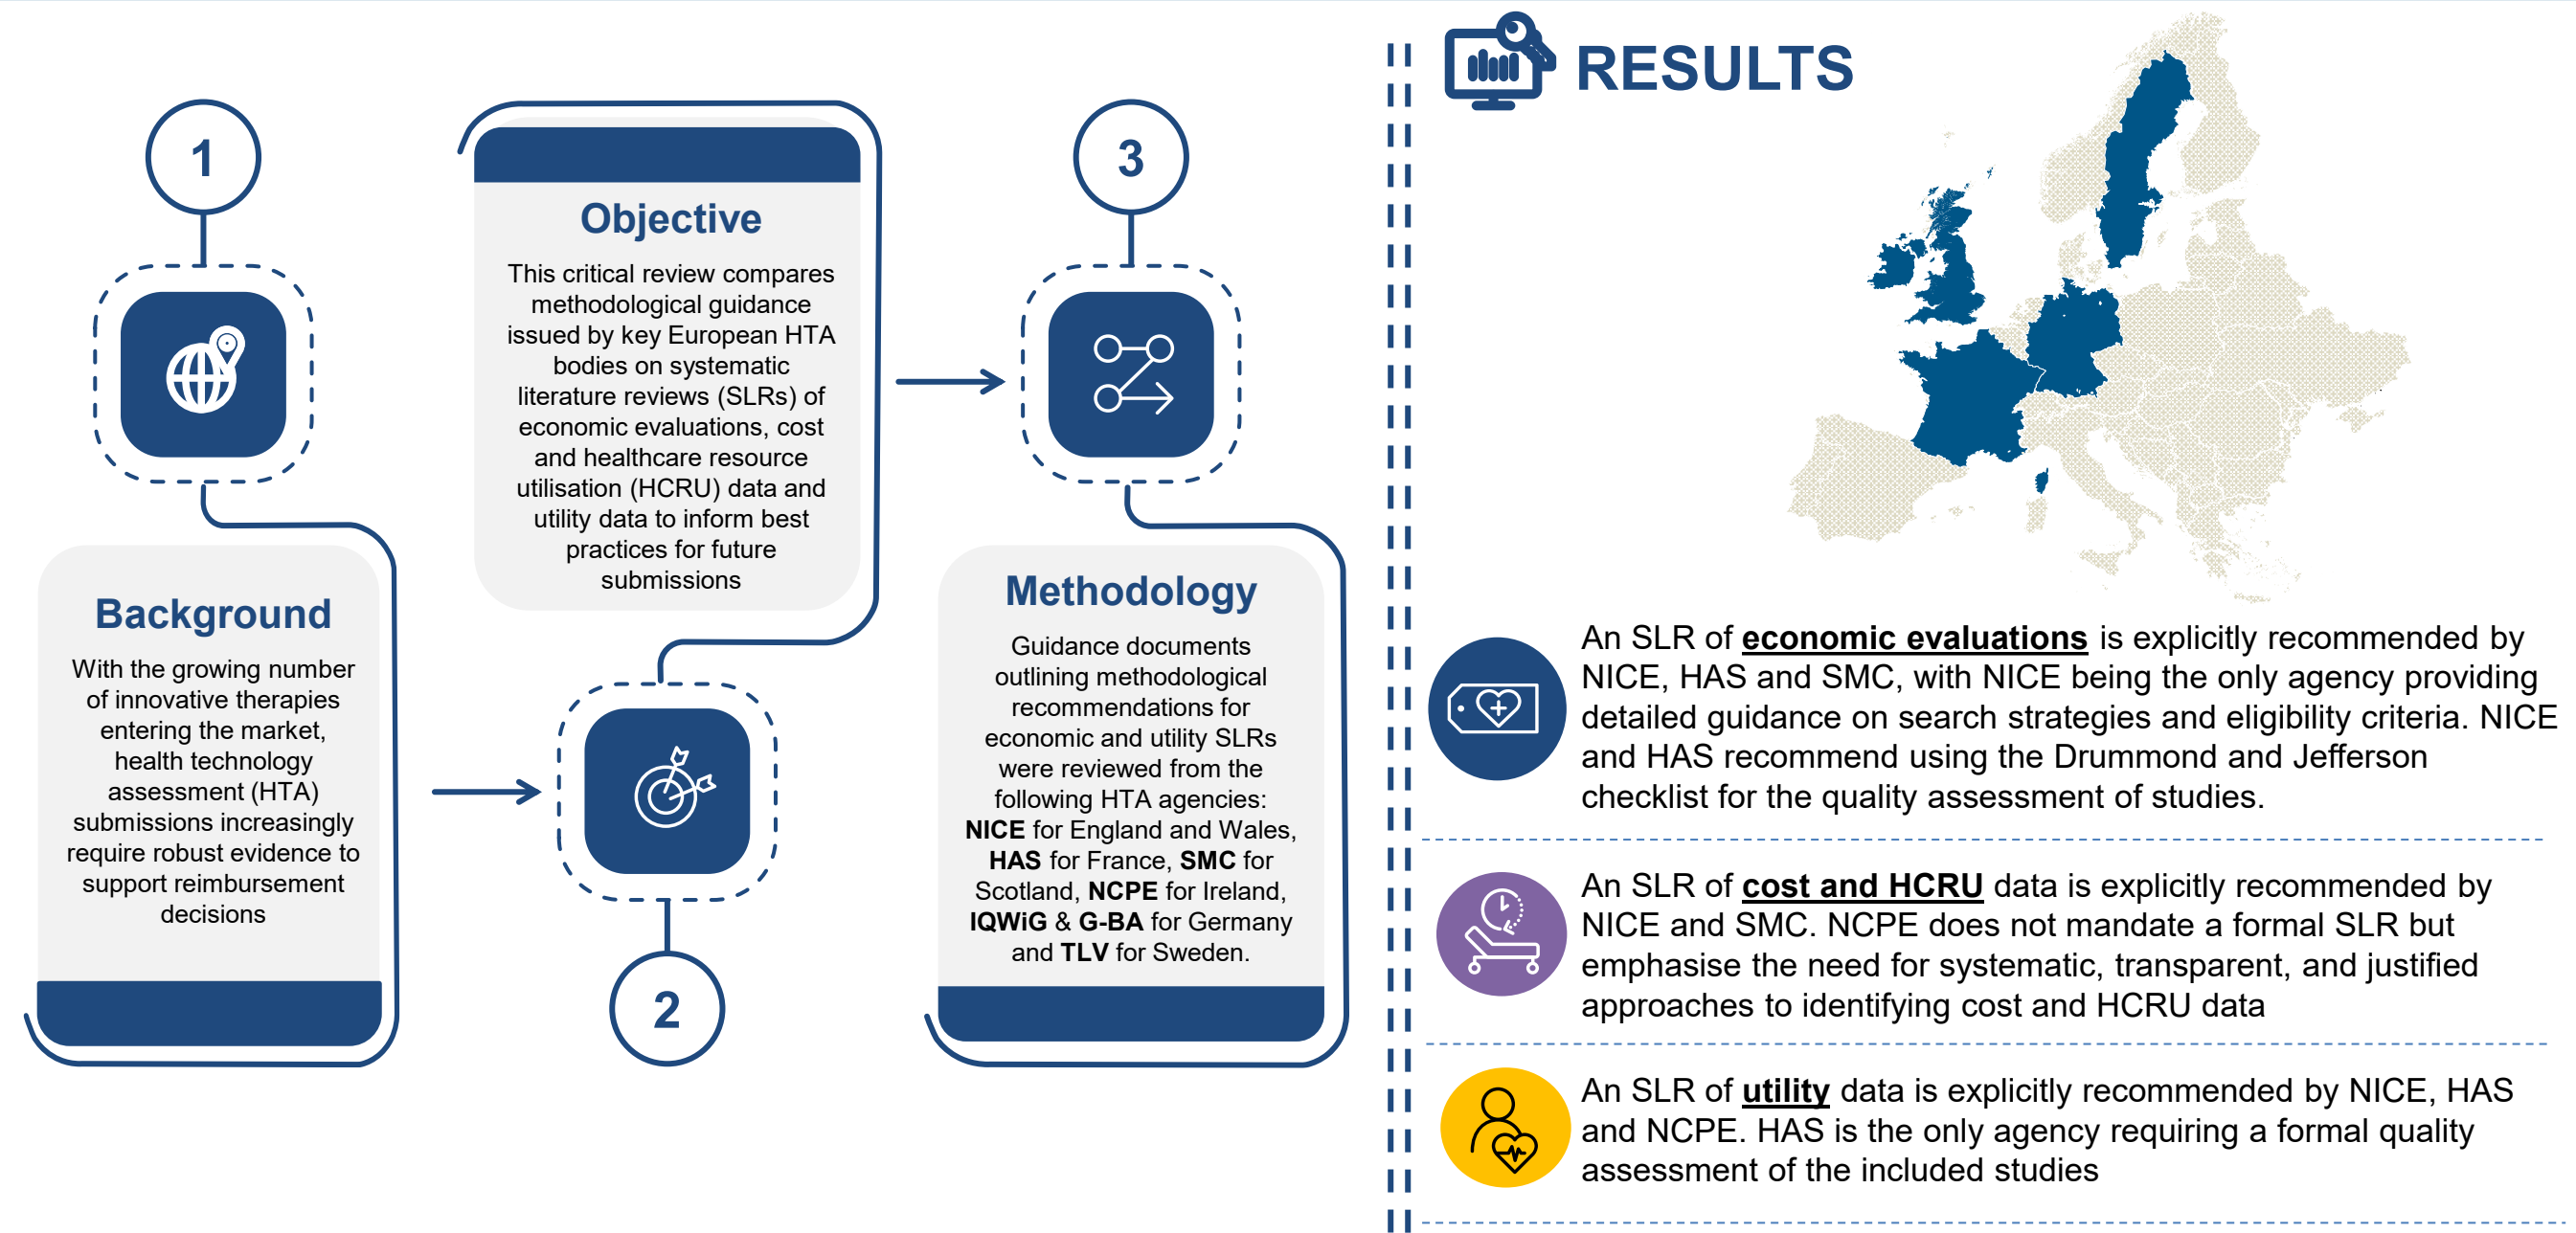 1
Background
With the growing number
of innovative therapies
entering the market,
health technology
assessment (HTA)
submissions increasingly
require robust evidence to
support reimbursement
decisions
Objective
This critical review compares
methodological guidance
issued by key European HTA
bodies on systematic
literature reviews (SLRs) of
economic evaluations, cost
and healthcare resource
utilisation (HCRU) data and
utility data to inform best
practices for future
submissions
2
3
Methodology
Guidance documents
outlining methodological
recommendations for
economic and utility SLRs
were reviewed from the
following HTA agencies:
NICE for England and Wales,
HAS for France, SMC for
Scotland, NCPE for Ireland,
IQWiG & G-BA for Germany
and TLV for Sweden.
RESULTS
An SLR of economic evaluations is explicitly recommended by
NICE, HAS and SMC, with NICE being the only agency providing
detailed guidance on search strategies and eligibility criteria. NICE
and HAS recommend using the Drummond and Jefferson
checklist for the quality assessment of studies.
An SLR of cost and HCRU data is explicitly recommended by
NICE and SMC. NCPE does not mandate a formal SLR but
emphasise the need for systematic, transparent, and justified
approaches to identifying cost and HCRU data
An SLR of utility data is explicitly recommended by NICE, HAS
and NCPE. HAS is the only agency requiring a formal quality
assessment of the included studies